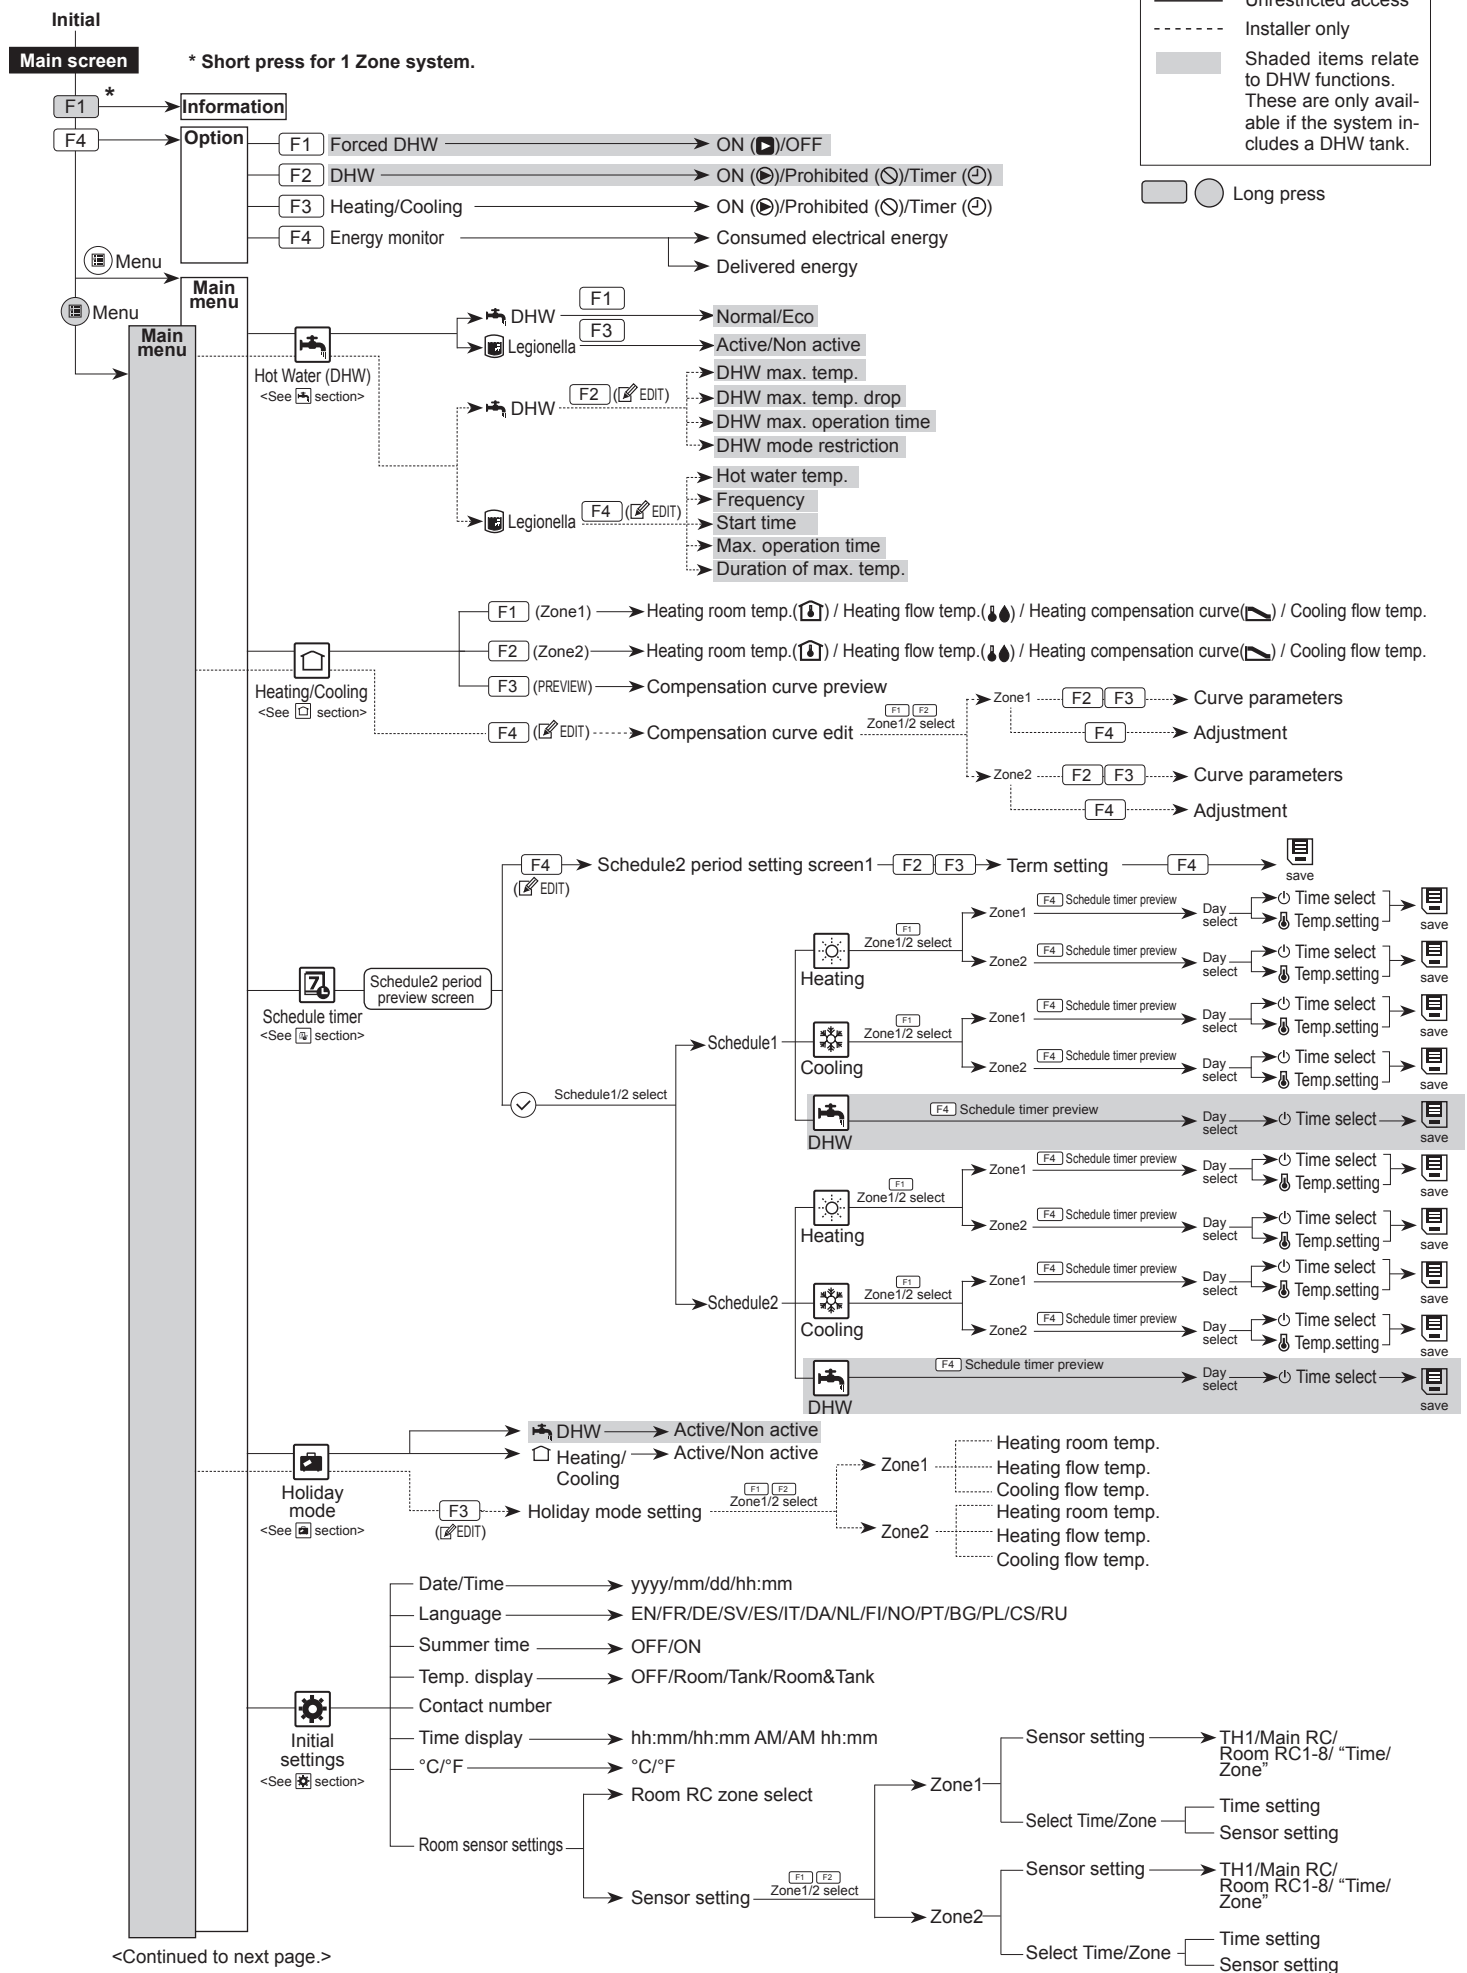 Initial
Main screen
* Short press for 1 Zone system.
Unrestricted access
Installer only
Shaded items relate
to DHW functions.
These are only avail-
able if the system in-
cludes a DHW tank.
Long press
F1 * Information
F4 Option
F1 Forced DHW ON ()/OFF
F2 DHW ON ()/Prohibited ()/Timer ()
F3 Heating/Cooling ON ()/Prohibited ()/Timer ()
F4 Energy monitor Consumed electrical energy
Delivered energy
Menu
Main
menu
Menu
Main
menu
Hot Water (DHW)
<See section>
DHW F1 Normal/Eco
Legionella F3 Active/Non active
DHW F2 (EDIT)
DHW max. temp.
DHW max. temp. drop
DHW max. operation time
DHW mode restriction
Legionella F4 (EDIT)
Hot water temp.
Frequency
Start time
Max. operation time
Duration of max. temp.
Heating/Cooling
<See section>
F1 (Zone1) Heating room temp.() / Heating flow temp.() / Heating compensation curve() / Cooling flow temp.
F2 (Zone2) Heating room temp.() / Heating flow temp.() / Heating compensation curve() / Cooling flow temp.
F3 (PREVIEW) Compensation curve preview
F4 (EDIT) Compensation curve edit
F1 F2
Zone1/2 select
Zone1 F2 F3 Curve parameters
F4 Adjustment
Zone2 F2 F3 Curve parameters
F4 Adjustment
7
Schedule timer
<See section>
Schedule2 period
preview screen
F4 Schedule2 period setting screen1 F2 F3 Term setting F4 save
(EDIT)
Schedule1/2 select
Schedule1
Heating
F1
Zone1/2 select
Zone1 F4 Schedule timer preview Day
select Time select
Temp.setting save
Zone2 F4 Schedule timer preview Day
select Time select
Temp.setting save
Cooling
F1
Zone1/2 select
Zone1 F4 Schedule timer preview Day
select Time select
Temp.setting save
Zone2 F4 Schedule timer preview Day
select Time select
Temp.setting save
DHW
F4 Schedule timer preview Day
select Time select save
Schedule2
Heating
F1
Zone1/2 select
Zone1 F4 Schedule timer preview Day
select Time select
Temp.setting save
Zone2 F4 Schedule timer preview Day
select Time select
Temp.setting save
Cooling
F1
Zone1/2 select
Zone1 F4 Schedule timer preview Day
select Time select
Temp.setting save
Zone2 F4 Schedule timer preview Day
select Time select
Temp.setting save
DHW
F4 Schedule timer preview Day
select Time select save
Holiday
mode
<See section>
DHW Active/Non active
Heating/
Cooling Active/Non active
F3 Holiday mode setting
(EDIT)
F1 F2
Zone1/2 select
Zone1
Heating room temp.
Heating flow temp.
Cooling flow temp.
Zone2
Heating room temp.
Heating flow temp.
Cooling flow temp.
Initial
settings
<See section>
Date/Time yyyy/mm/dd/hh:mm
Language EN/FR/DE/SV/ES/IT/DA/NL/FI/NO/PT/BG/PL/CS/RU
Summer time OFF/ON
Temp. display OFF/Room/Tank/Room&Tank
Contact number
Time display hh:mm/hh:mm AM/AM hh:mm
°C/°F °C/°F
Room sensor settings
Room RC zone select
Sensor setting
F1 F2
Zone1/2 select
Zone1
Sensor setting TH1/Main RC/
Room RC1-8/ “Time/
Zone”
Select Time/Zone
Time setting
Sensor setting
Zone2
Sensor setting TH1/Main RC/
Room RC1-8/ “Time/
Zone”
Select Time/Zone
Time setting
Sensor setting
<Continued to next page.>